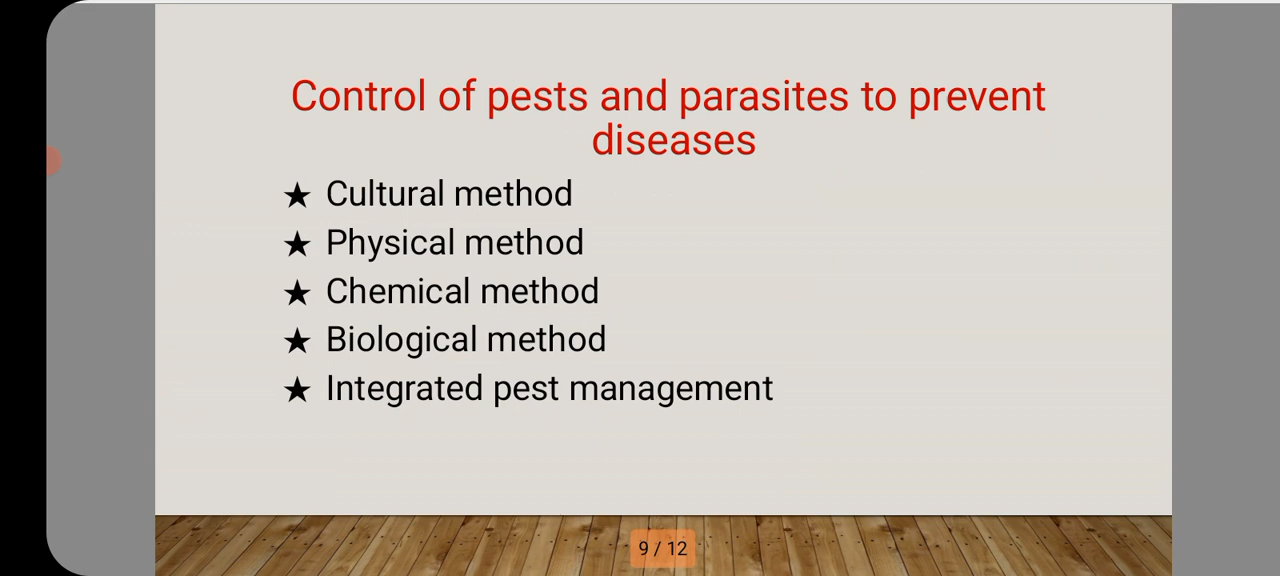 Control of pests and parasites to prevent
diseases
★ Cultural method
★ Physical method
★ Chemical method
★ Biological method
★ Integrated pest management
9 / 12